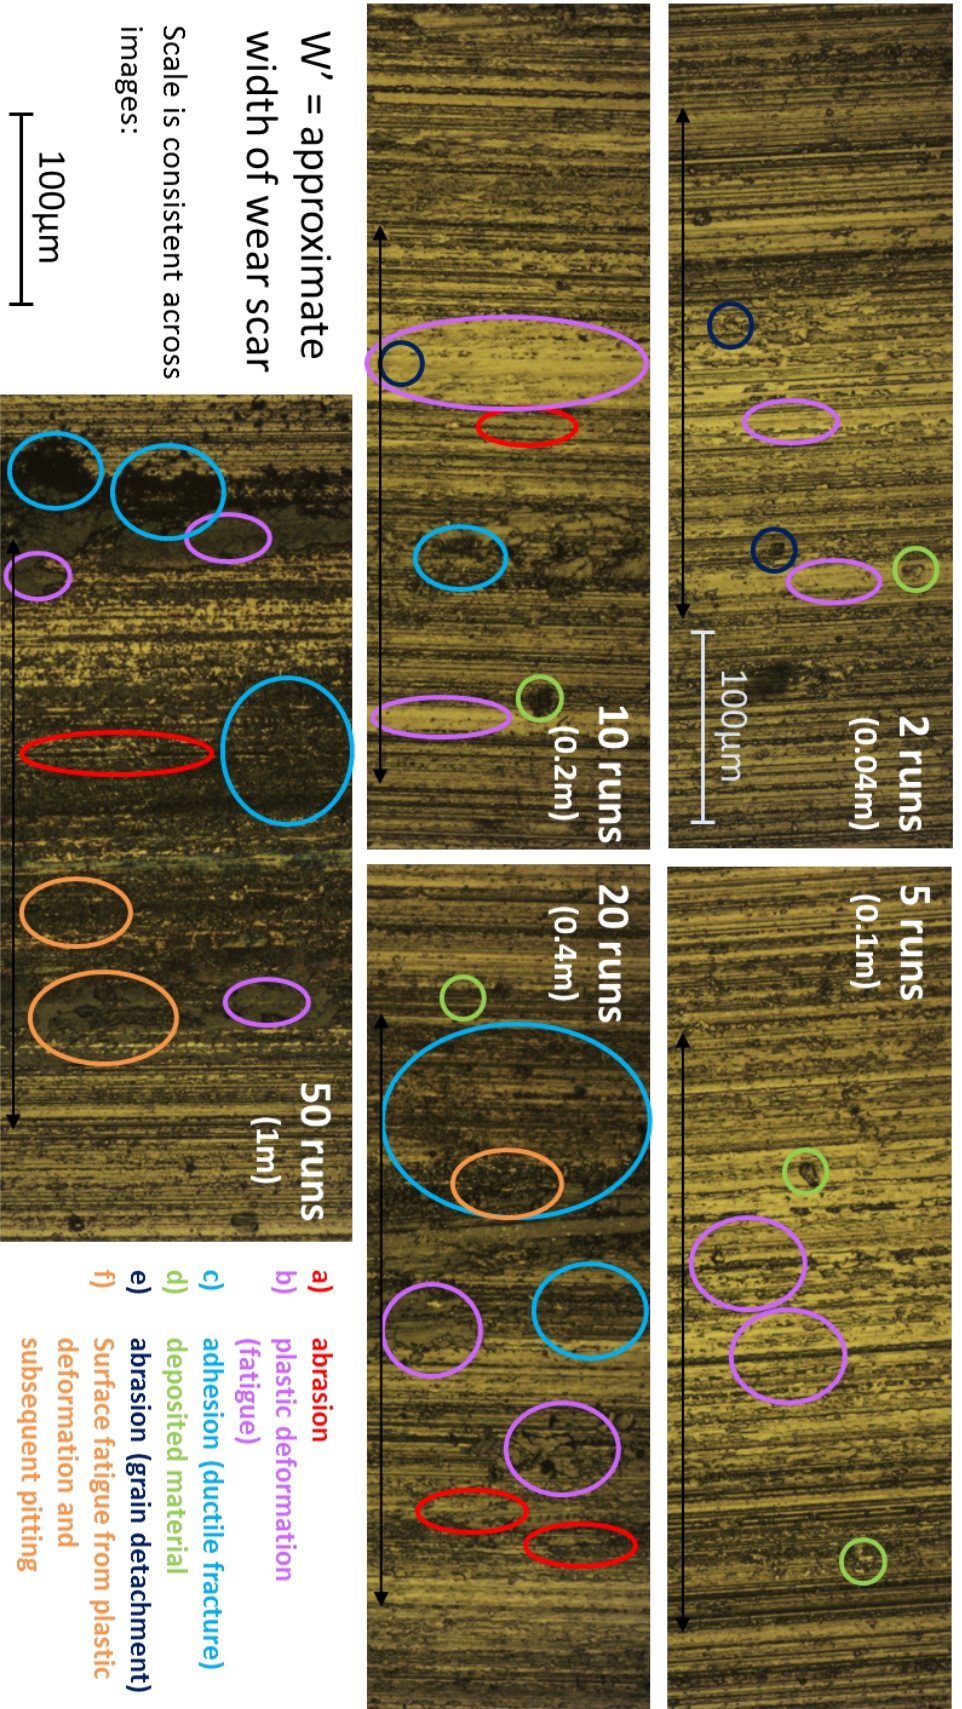 2 runs
(0.04m)
100µm
5 runs
(0.1m)
10 runs
(0.2m)
20 runs
(0.4m)
W’ = approximate
width of wear scar
Scale is consistent across
images:
100µm
50 runs
(1m)
a) abrasion
b) plastic deformation
(fatigue)
c) adhesion (ductile fracture)
d) deposited material
e) abrasion (grain detachment)
f) Surface fatigue from plastic
deformation and
subsequent pitting